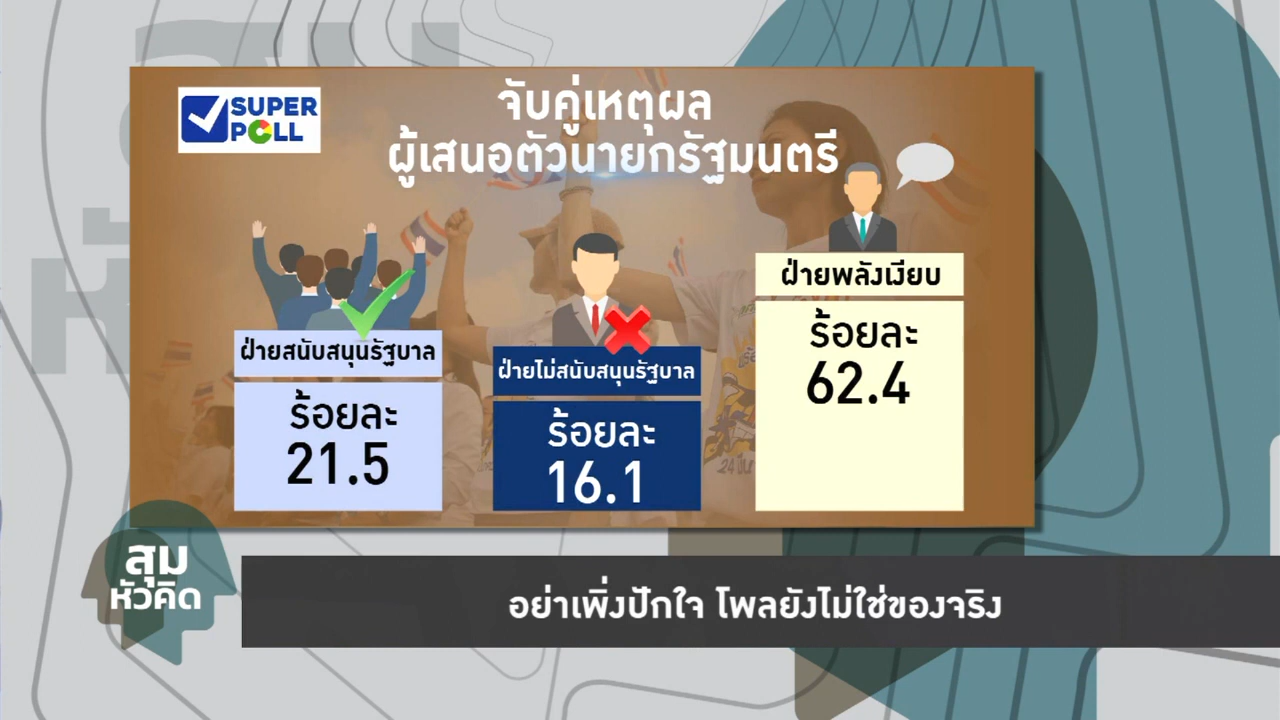 SUPER
POLL
จับคู่เหตุผล
ผู้เสนอตัวนายกรัฐมนตรี
ฝ่ายสนับสนุนรัฐบาล
ร้อยละ
21.5
ฝ่ายไม่สนับสนุนรัฐบาล
ร้อยละ
16.1
ฝ่ายพลังเงียบ
ร้อยละ
62.4
สุม
หัวคิด
อย่าเพิ่งปักใจ โพลยังไม่ใช่ของจริง